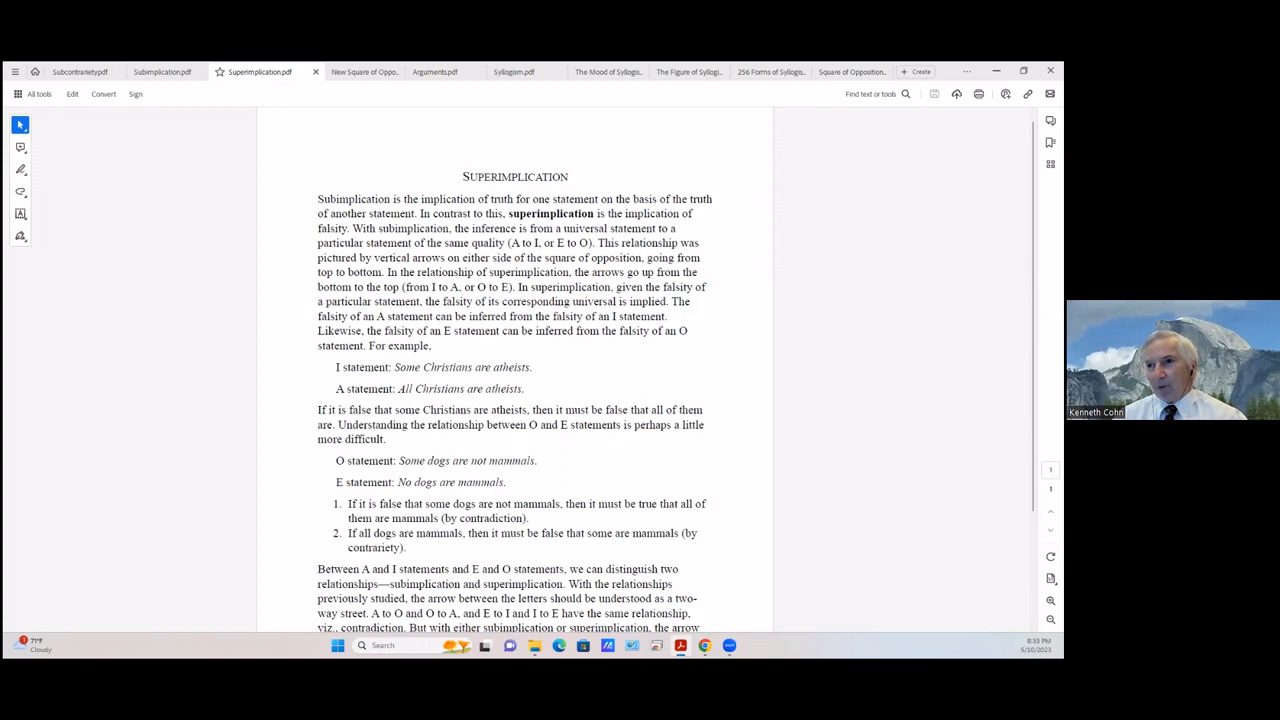 Subcontrariety.pdf
Subimplication.pdf
Superimplication.pdf
New Square of Oppo...
Arguments.pdf
Syllogism.pdf
The Mood of Syllogis...
The Figure of Syllogi...
256 Forms of Syllogis...
Square of Opposition...
Create
All tools
Edit
Convert
Sign
Find text or tools
SUPERIMPLICATION
Subimplication is the implication of truth for one statement on the basis of the truth
of another statement. In contrast to this, superimplication is the implication of
falsity. With subimplication, the inference is from a universal statement to a
particular statement of the same quality (A to I, or E to O). This relationship was
pictured by vertical arrows on either side of the square of opposition, going from
top to bottom. In the relationship of superimplication, the arrows go up from the
bottom to the top (from I to A, or O to E). In superimplication, given the falsity of
a particular statement, the falsity of its corresponding universal is implied. The
falsity of an A statement can be inferred from the falsity of an I statement.
Likewise, the falsity of an E statement can be inferred from the falsity of an O
statement. For example,
I statement: Some Christians are atheists.
A statement: All Christians are atheists.
If it is false that some Christians are atheists, then it must be false that all of them
are. Understanding the relationship between O and E statements is perhaps a little
more difficult.
O statement: Some dogs are not mammals.
E statement: No dogs are mammals.
1. If it is false that some dogs are not mammals, then it must be true that all of
them are mammals (by contradiction).
2. If all dogs are mammals, then it must be false that some are mammals (by
contrariety).
Between A and I statements and E and O statements, we can distinguish two
relationships—subimplication and superimplication. With the relationships
previously studied, the arrow between the letters should be understood as a two-
way street. A to O and O to A, and E to I and I to E have the same relationship,
viz., contradiction. But with either subimplication or superimplication, the arrow
1
1
Kenneth Cohn
1
71°F
Cloudy
Search
8:33 PM
5/10/2023